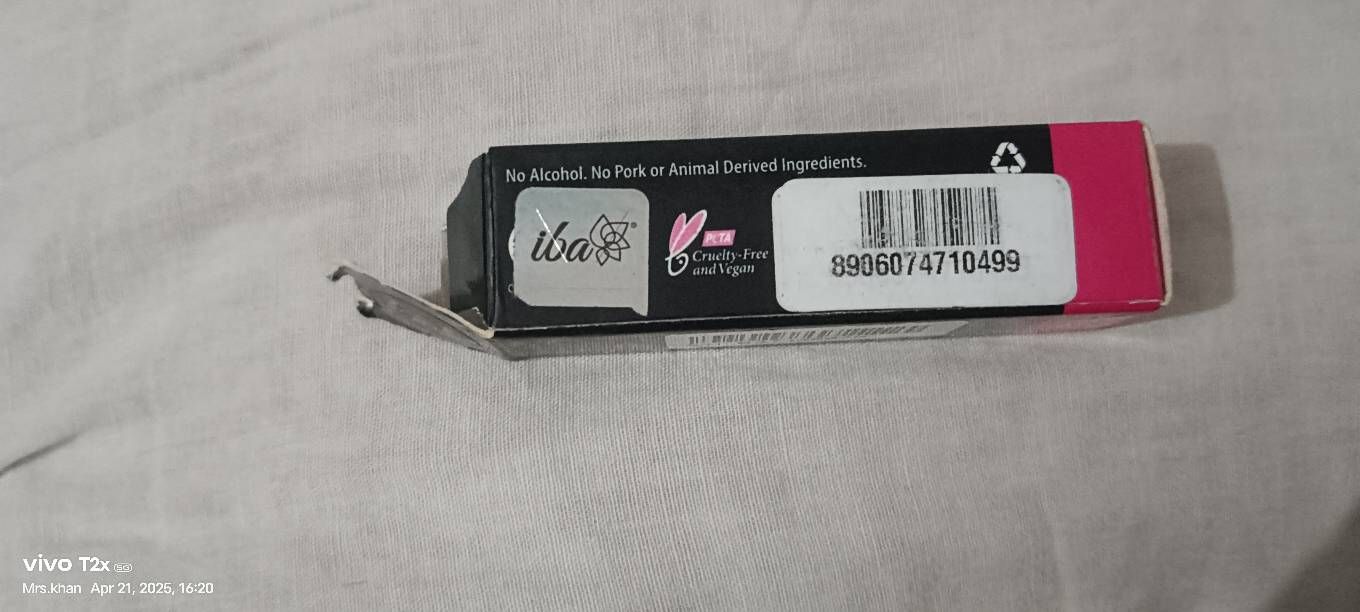 No Alcohol. No Pork or Animal Derived Ingredients.
iba®
PETA
Cruelty-Free
and Vegan
8906074710499
vivo T2x 5G
Mrs.khan Apr 21, 2025, 16:20